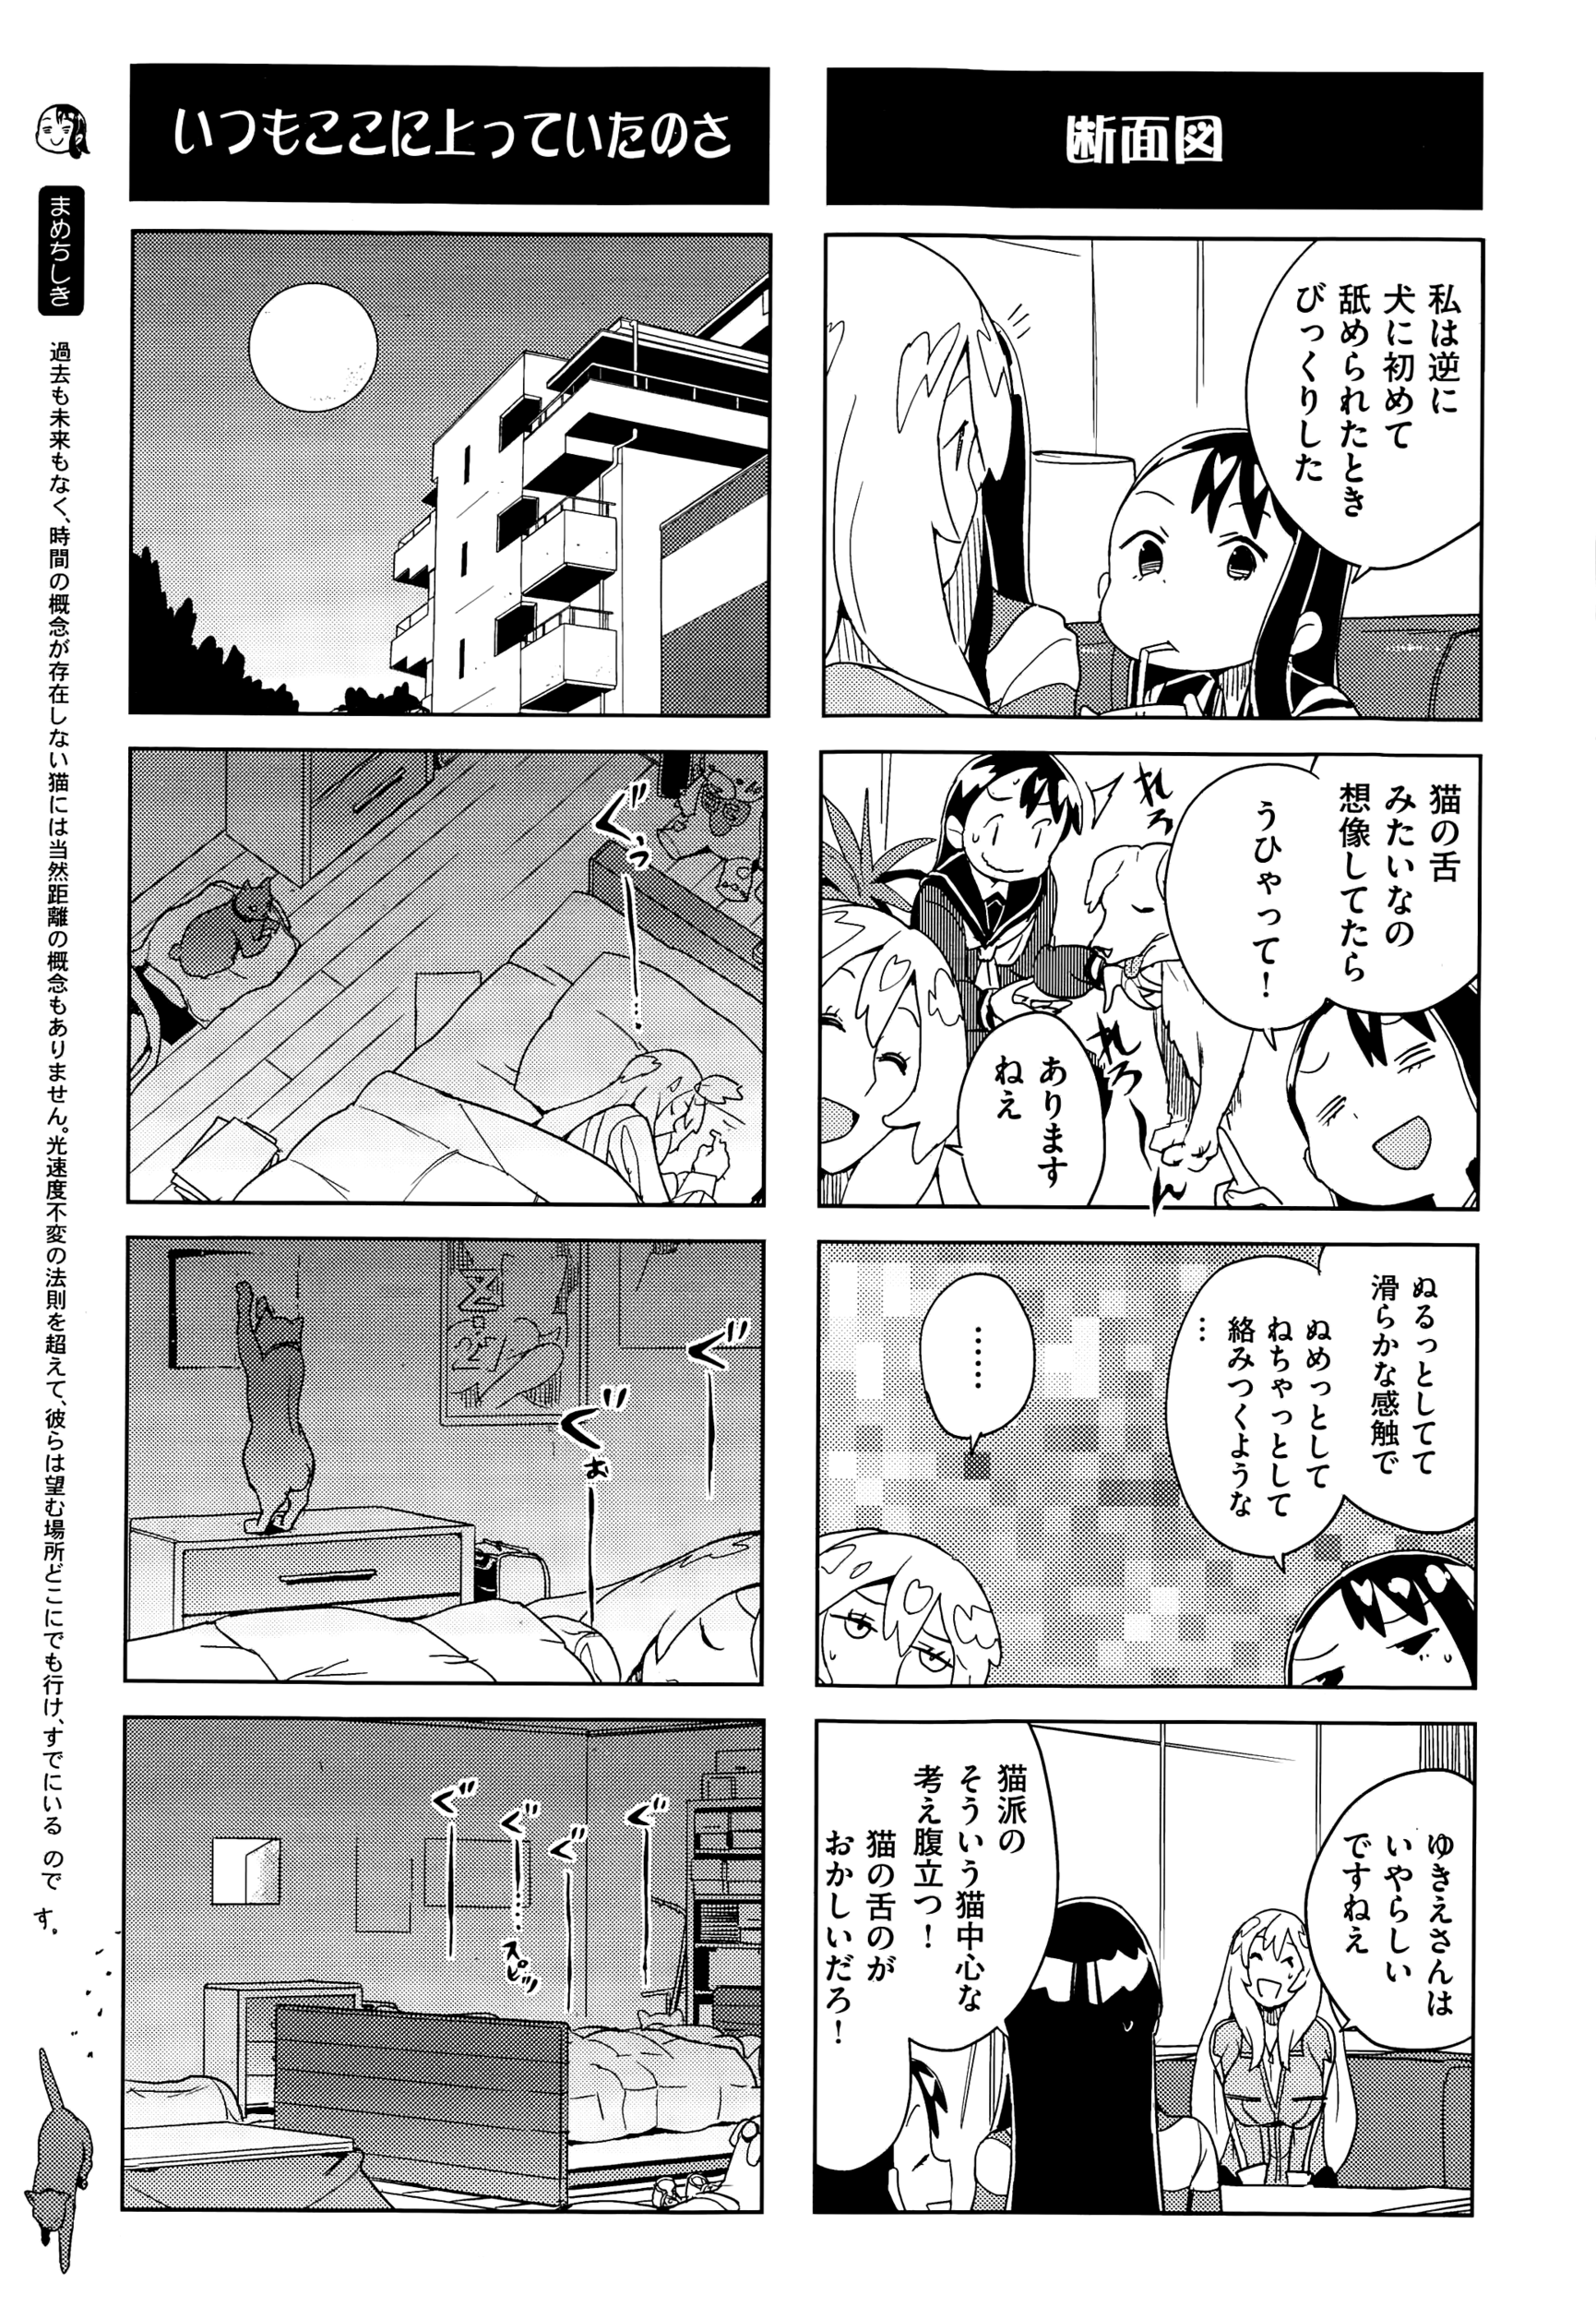 断面図
私は逆に
犬に初めて
舐められたとき
びっくりした
猫の舌
みたいなの
想像してたら
うひゃって！
れろ
れろ
ん
あります
ねえ
ぬるっとしてて
滑らかな感触で
ぬめっとして
ねちゃっとして
絡みつくような
…
……
ゆきえさんは
いやらしい
ですねえ
猫派の
そういう猫中心な
考え腹立つ！
猫の舌のが
おかしいだろ！
いつもここに上っていたのさ
ぐぅー…
ぐー
ぐぉー
ぐー
ぐー
ぐー…
スピッ
ぐー
まめちしき
過去も未来もなく、時間の概念が存在しない猫には当然距離の概念もありません。光速度不変の法則を超えて、彼らは望む場所どこにでも行け、すでにいる のです。